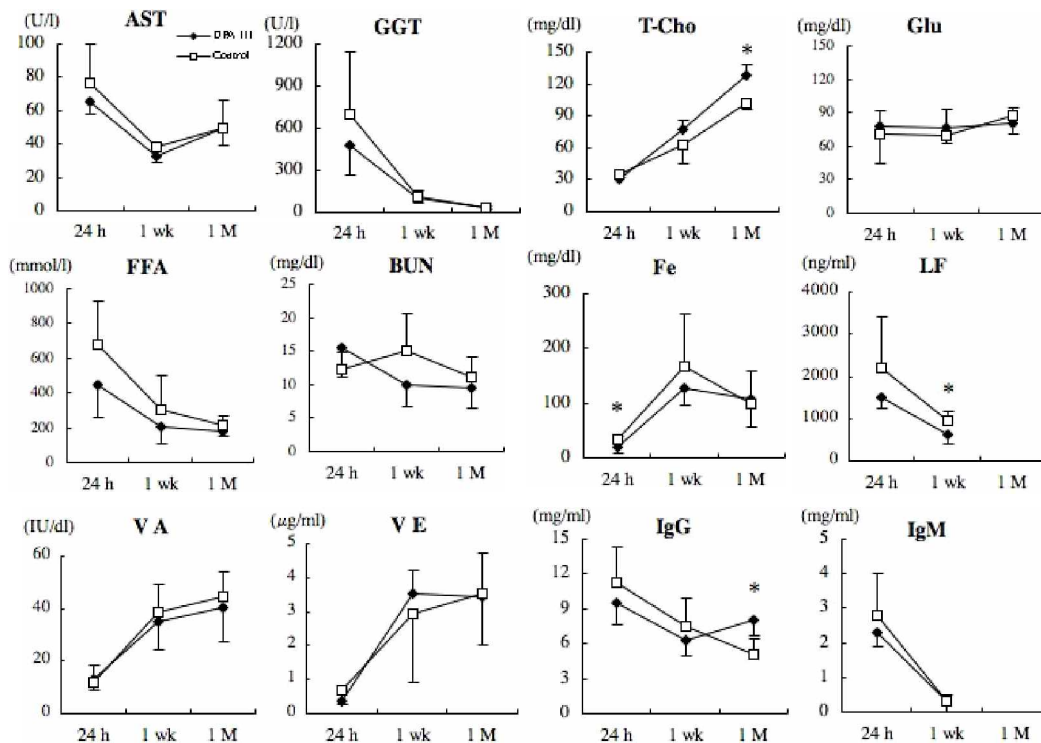 (U/l) AST
DFA III
Control
120
100
80
60
40
20
0
24 h 1 wk 1 M
(U/l) GGT
1200
900
600
300
0
24 h 1 wk 1 M
(mg/dl) T-Cho
150
120
90
60
30
0
*
24 h 1 wk 1 M
(mg/dl) Glu
150
120
90
60
30
0
24 h 1 wk 1 M
(mmol/l) FFA
1000
800
600
400
200
0
24 h 1 wk 1 M
(mg/dl) BUN
25
20
15
10
5
0
24 h 1 wk 1 M
(mg/dl) Fe
300
200
100
0
*
24 h 1 wk 1 M
(ng/ml) LF
4000
3000
2000
1000
0
*
24 h 1 wk 1 M
(IU/dl) V A
60
40
20
0
24 h 1 wk 1 M
(μg/ml) V E
5
4
3
2
1
0
24 h 1 wk 1 M
(mg/ml) IgG
15
12
9
6
3
0
*
24 h 1 wk 1 M
(mg/ml) IgM
5
4
3
2
1
0
24 h 1 wk 1 M